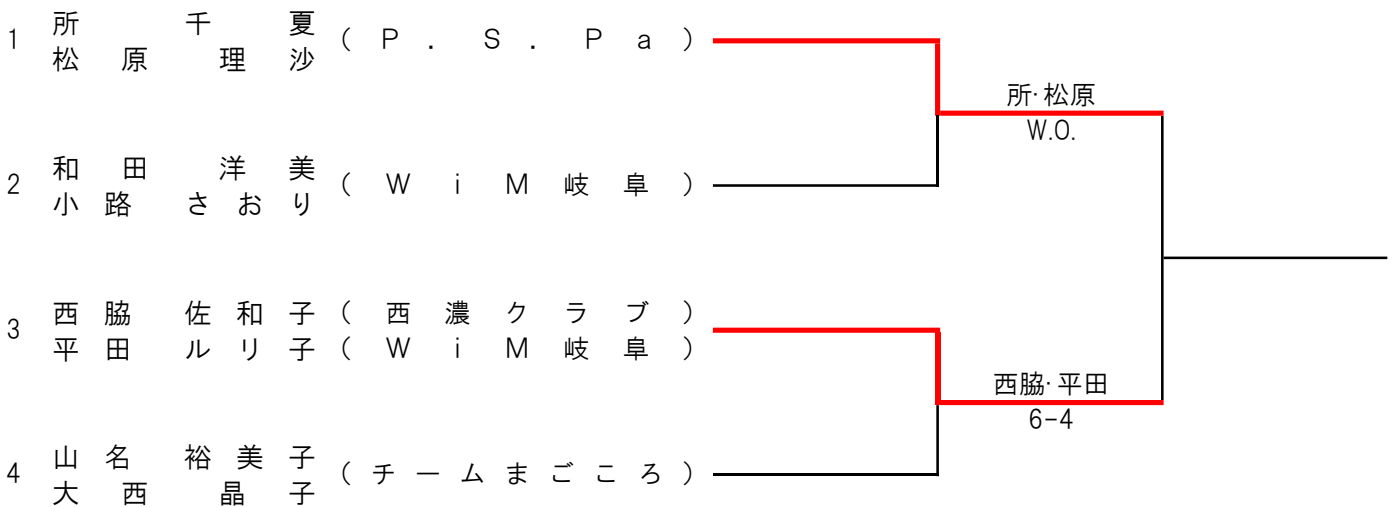 1 所 千夏 (P.S.Pa)
松原 理沙
所·松原
W.O.
2 和田 洋美 (WiM岐阜)
小路 さおり
3 西脇 佐和子 (西濃クラブ)
平田 ルリ子 (WiM岐阜)
西脇·平田
6-4
4 山名 裕美子 (チームまごころ)
大西 晶子